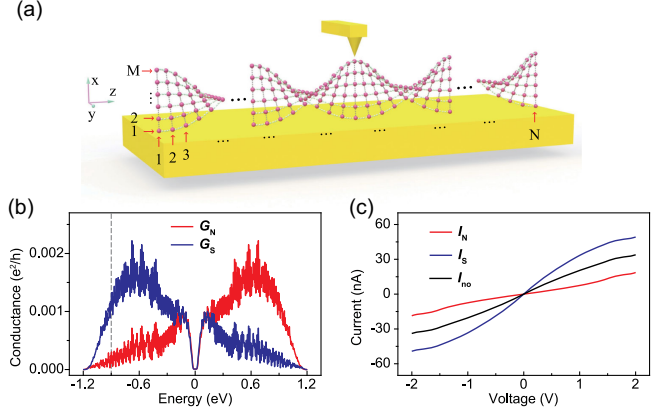 (a)
M
x
z
y
⋮
2
1
1 2 3
... ...
... ... ... ... ... ...
N
(b)
G_N
G_S
Conductance (e²/h)
0.002
0.001
0.000
-1.2 -0.6 0 0.6 1.2
Energy (eV)
(c)
I_N
I_S
I_no
Current (nA)
60
30
0
-30
-60
-2 -1 0 1 2
Voltage (V)